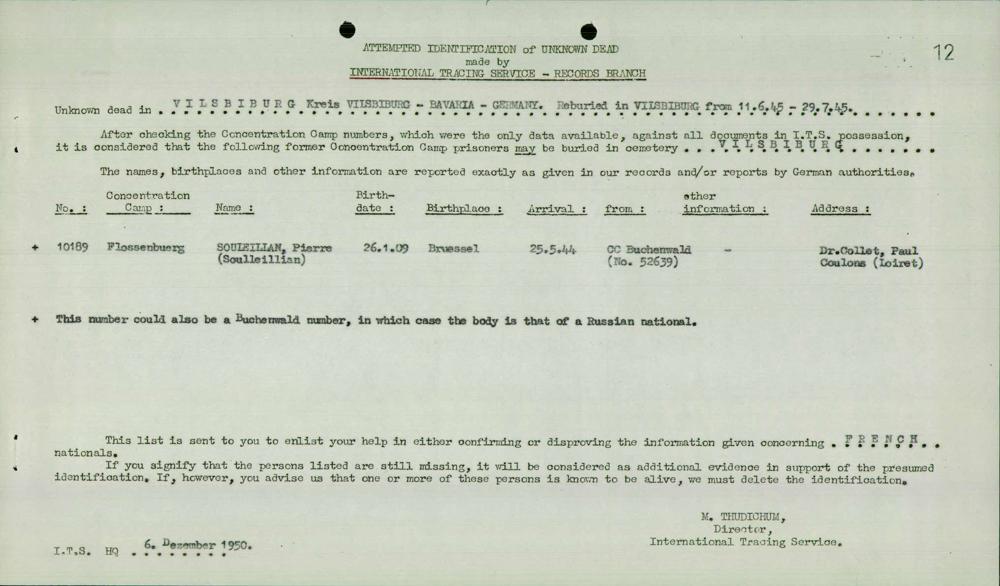 ATTEMPTED IDENTIFICATION of UNKNOWN DEAD
made by
INTERNATIONAL TRACING SERVICE - RECORDS BRANCH
12
Unknown dead in . VILSBIBURG Kreis VILSBIBURG - BAVARIA - GERMANY. Reburied in VILSBIBURG from 11.6.45 - 29.7.45.
After checking the Concentration Camp numbers, which were the only data available, against all documents in I.T.S. possession,
it is considered that the following former Concentration Camp prisoners may be buried in cemetery . . . VILSBIBURG . . . . . . .
The names, birthplaces and other information are reported exactly as given in our records and/or reports by German authorities.
No. : Concentration Camp : Name : Birth-date : Birthplace : Arrival : from : other information : Address :
+ 10189 Flossenbuerg SOULEILIAN, Pierre 26.1.09 Bruessel 25.5.44 CC Buchenwald - Dr.Collet, Paul
(Soulleillian) (No. 52639) Coulons (Loiret)
+ This number could also be a Buchenwald number, in which case the body is that of a Russian national.
This list is sent to you to enlist your help in either confirming or disproving the information given concerning . FRENCH . .
nationals.
If you signify that the persons listed are still missing, it will be considered as additional evidence in support of the presumed
identification. If, however, you advise us that one or more of these persons is known to be alive, we must delete the identification.
M. THUDICHUM,
Director,
International Tracing Service.
I.T.S. HQ . 6. Dezember 1950.